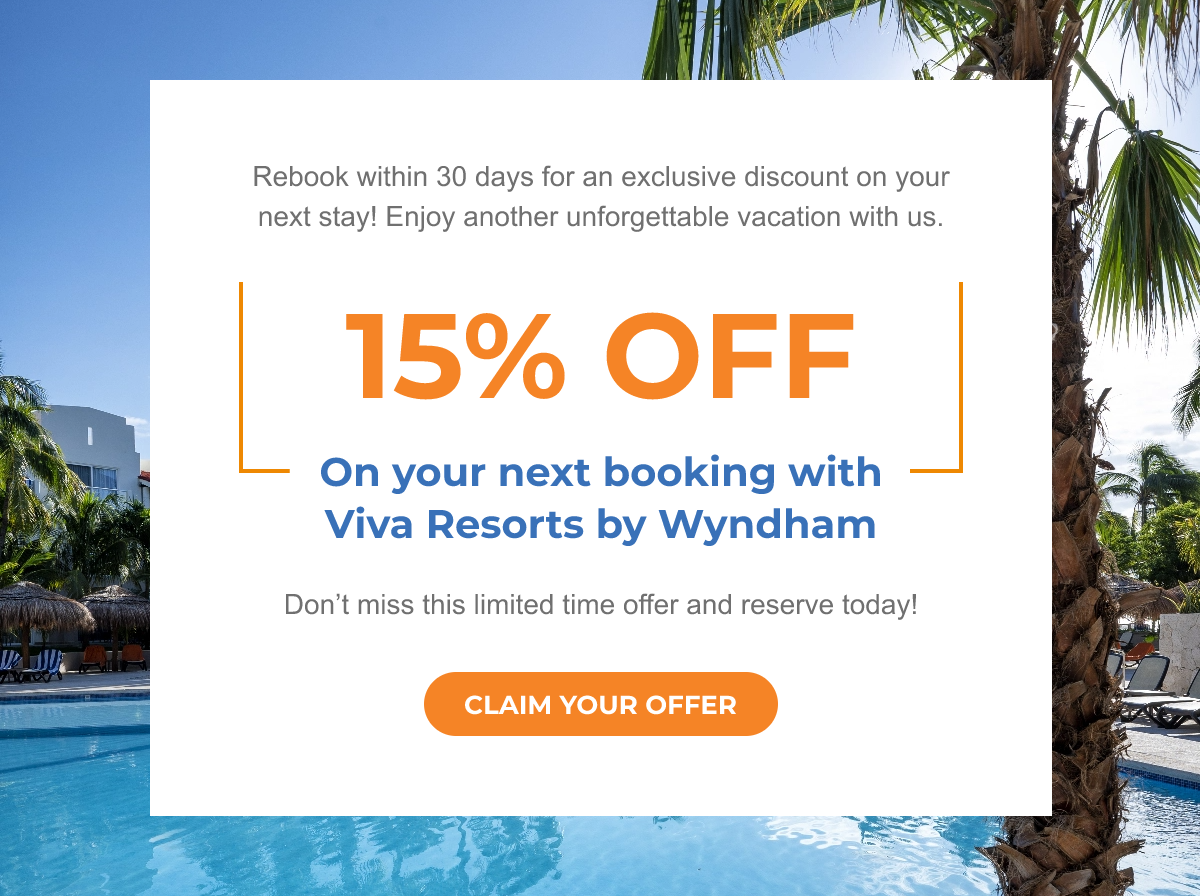 Rebook within 30 days for an exclusive discount on your
next stay! Enjoy another unforgettable vacation with us.
15% OFF
On your next booking with
Viva Resorts by Wyndham
Don’t miss this limited time offer and reserve today!
CLAIM YOUR OFFER